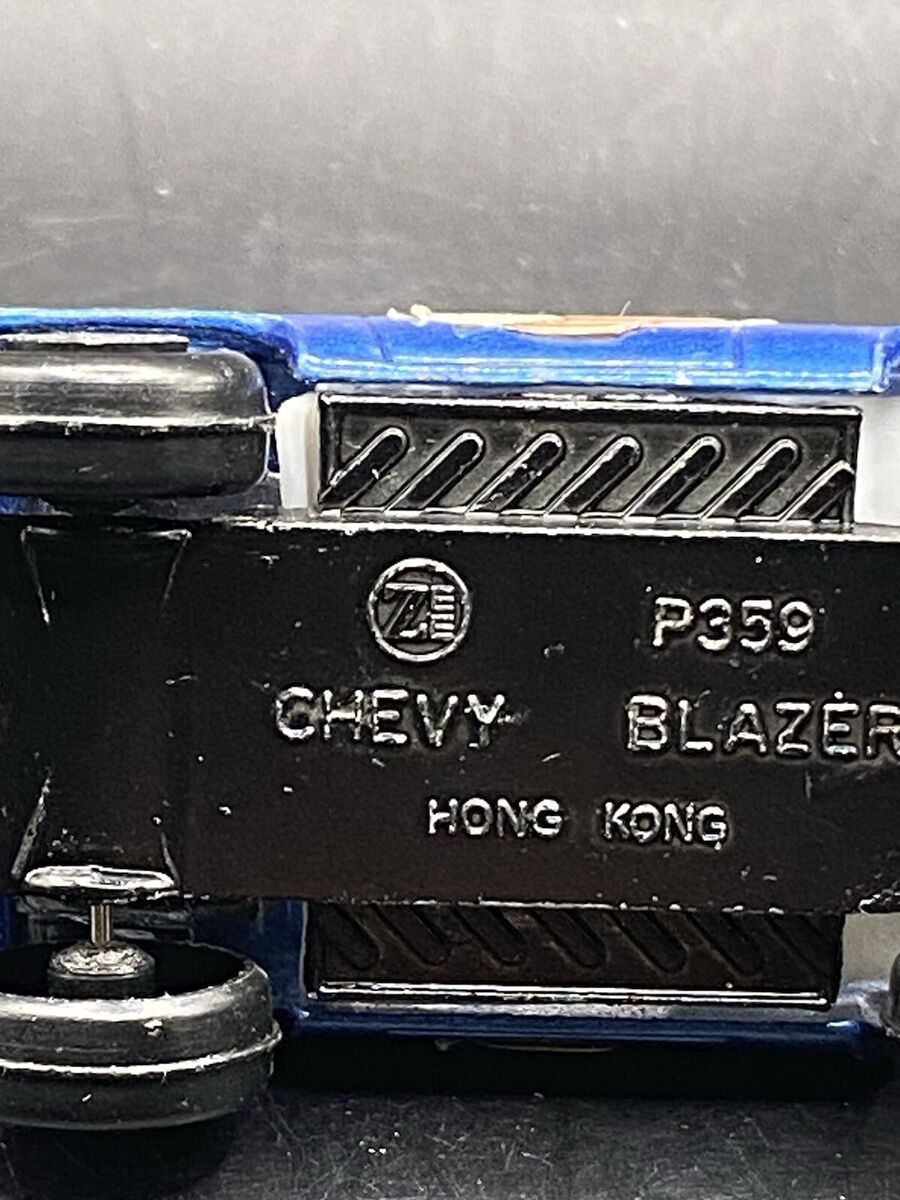 P359
CHEVY BLAZER
HONG KONG